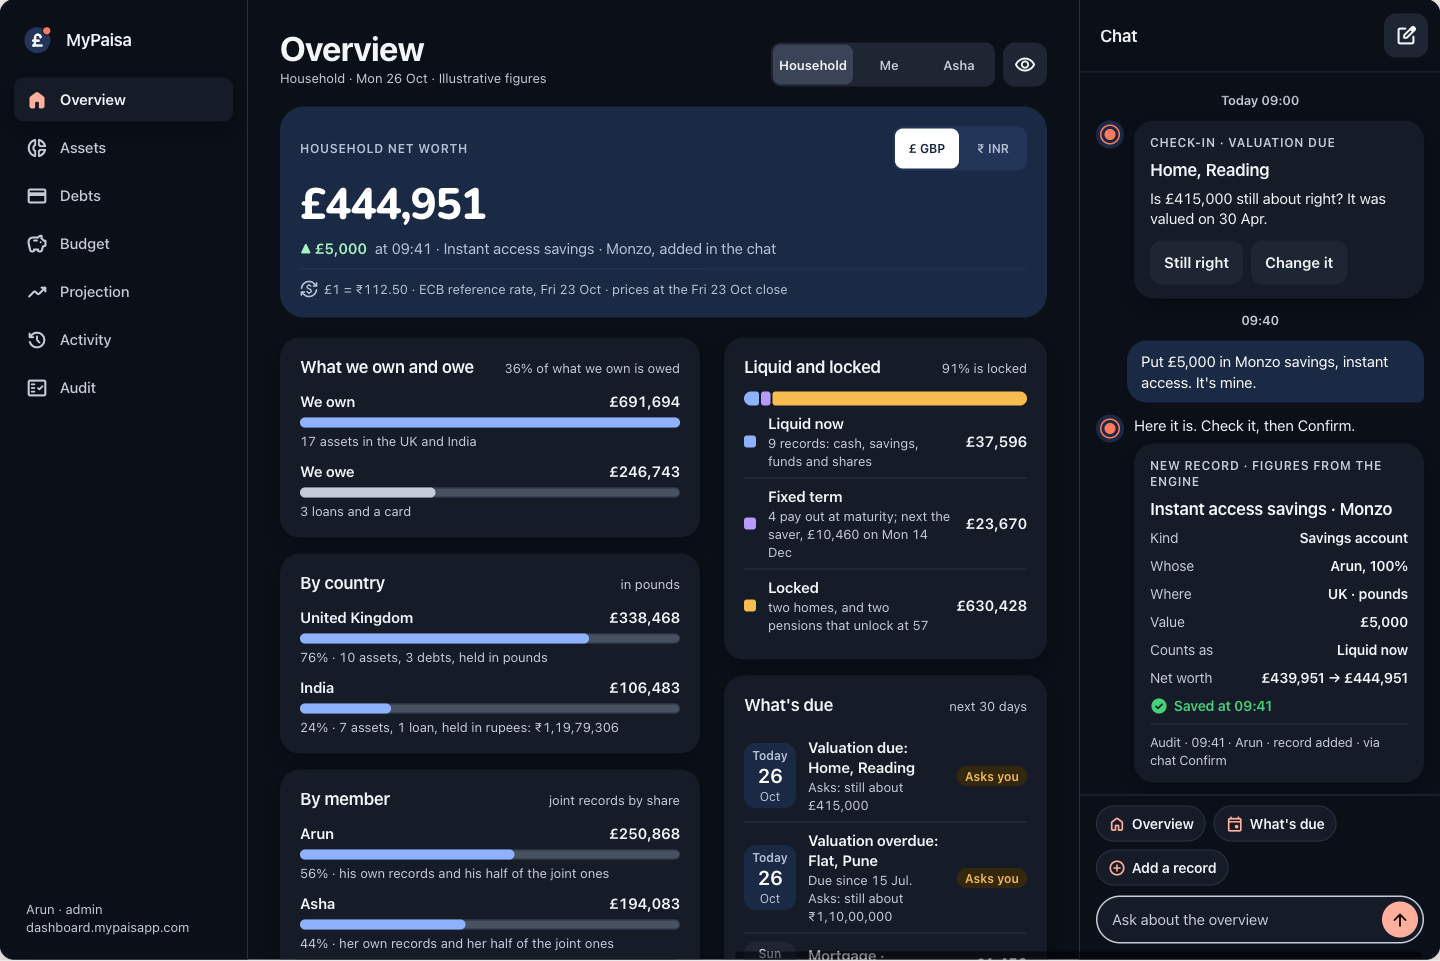 MyPaisa
Overview
Assets
Debts
Budget
Projection
Activity
Audit
Arun · admin
dashboard.mypaisapp.com
Overview
Household · Mon 26 Oct · Illustrative figures
Household
Me
Asha
HOUSEHOLD NET WORTH
£ GBP
₹ INR
£444,951
▲ £5,000 at 09:41 · Instant access savings · Monzo, added in the chat
£1 = ₹112.50 · ECB reference rate, Fri 23 Oct · prices at the Fri 23 Oct close
What we own and owe
36% of what we own is owed
We own
£691,694
17 assets in the UK and India
We owe
£246,743
3 loans and a card
By country
in pounds
United Kingdom
£338,468
76% · 10 assets, 3 debts, held in pounds
India
£106,483
24% · 7 assets, 1 loan, held in rupees: ₹1,19,79,306
By member
joint records by share
Arun
£250,868
56% · his own records and his half of the joint ones
Asha
£194,083
44% · her own records and her half of the joint ones
Liquid and locked
91% is locked
Liquid now
9 records: cash, savings,
funds and shares
£37,596
Fixed term
4 pay out at maturity; next the
saver, £10,460 on Mon 14
Dec
£23,670
Locked
two homes, and two
pensions that unlock at 57
£630,428
What's due
next 30 days
Today
26
Oct
Valuation due:
Home, Reading
Asks: still about
£415,000
Asks you
Today
26
Oct
Valuation overdue:
Flat, Pune
Due since 15 Jul.
Asks: still about
₹1,10,00,000
Asks you
Sun
Mortgage ·
Chat
Today 09:00
CHECK-IN · VALUATION DUE
Home, Reading
Is £415,000 still about right? It was
valued on 30 Apr.
Still right
Change it
09:40
Put £5,000 in Monzo savings, instant
access. It's mine.
Here it is. Check it, then Confirm.
NEW RECORD · FIGURES FROM THE
ENGINE
Instant access savings · Monzo
Kind
Savings account
Whose
Arun, 100%
Where
UK · pounds
Value
£5,000
Counts as
Liquid now
Net worth
£439,951 → £444,951
Saved at 09:41
Audit · 09:41 · Arun · record added · via
chat Confirm
Overview
What's due
Add a record
Ask about the overview